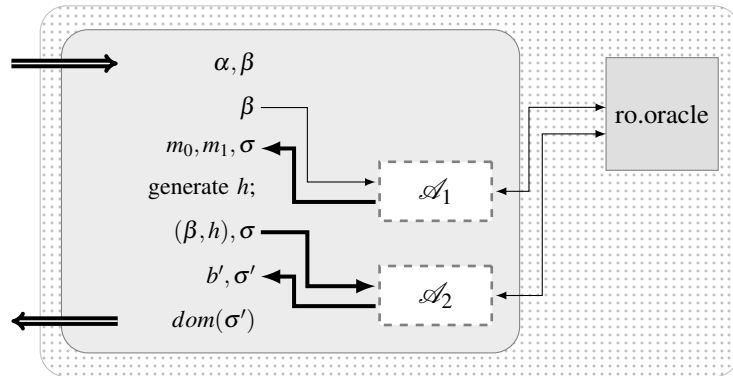 α, β
β
ro.oracle
m₀, m₁, σ
𝒜₁
generate h;
(β, h), σ
b′, σ′
𝒜₂
dom(σ′)